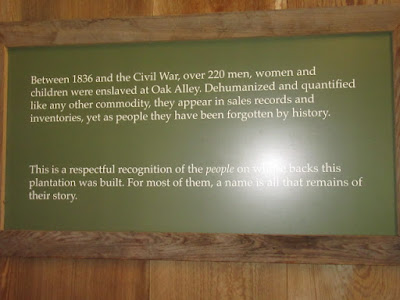 Between 1836 and the Civil War, over 220 men, women and
children were enslaved at Oak Alley. Dehumanized and quantified
like any other commodity, they appear in sales records and
inventories, yet as people they have been forgotten by history.
This is a respectful recognition of the people on whose backs this
plantation was built. For most of them, a name is all that remains of
their story.